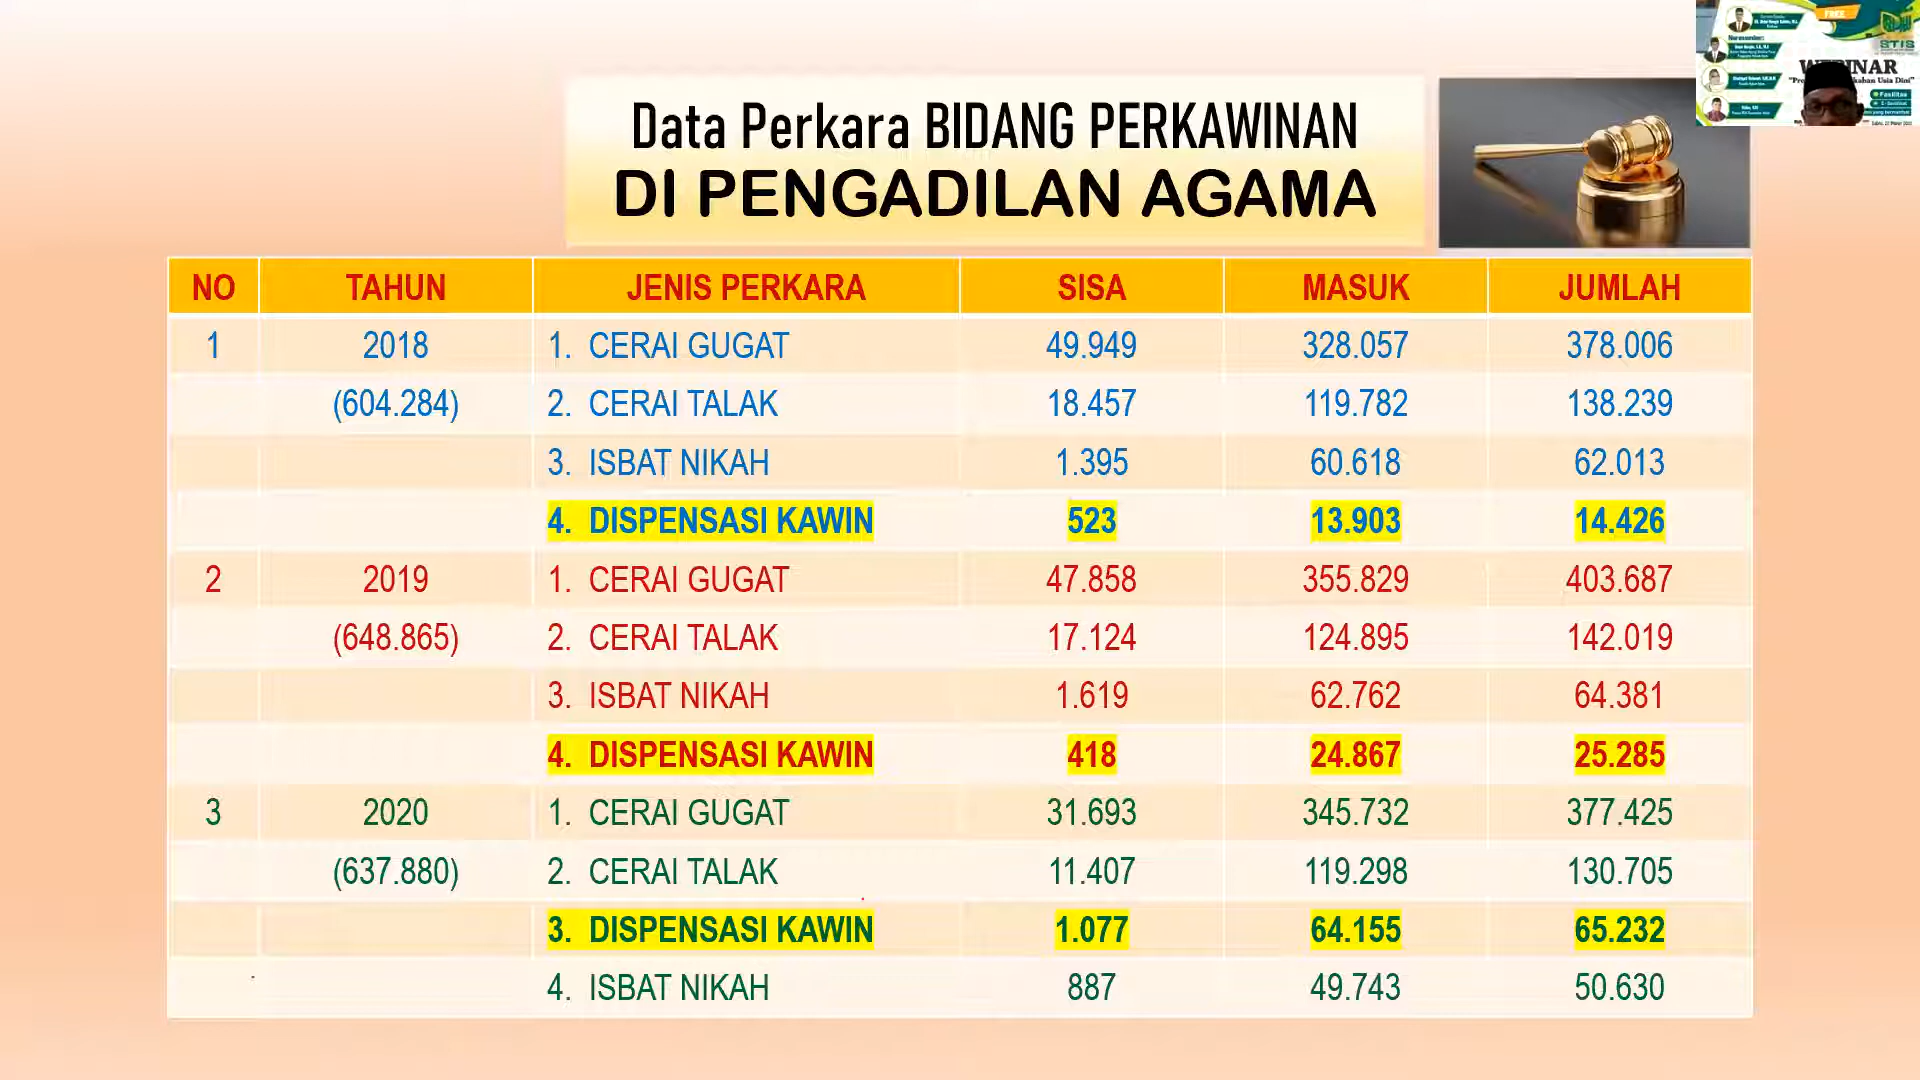 Data Perkara BIDANG PERKAWINAN
DI PENGADILAN AGAMA
FREE
STIS
Narasumber:
NO TAHUN JENIS PERKARA SISA MASUK JUMLAH
1 2018 1. CERAI GUGAT 49.949 328.057 378.006
(604.284) 2. CERAI TALAK 18.457 119.782 138.239
3. ISBAT NIKAH 1.395 60.618 62.013
4. DISPENSASI KAWIN 523 13.903 14.426
2 2019 1. CERAI GUGAT 47.858 355.829 403.687
(648.865) 2. CERAI TALAK 17.124 124.895 142.019
3. ISBAT NIKAH 1.619 62.762 64.381
4. DISPENSASI KAWIN 418 24.867 25.285
3 2020 1. CERAI GUGAT 31.693 345.732 377.425
(637.880) 2. CERAI TALAK 11.407 119.298 130.705
3. DISPENSASI KAWIN 1.077 64.155 65.232
4. ISBAT NIKAH 887 49.743 50.630